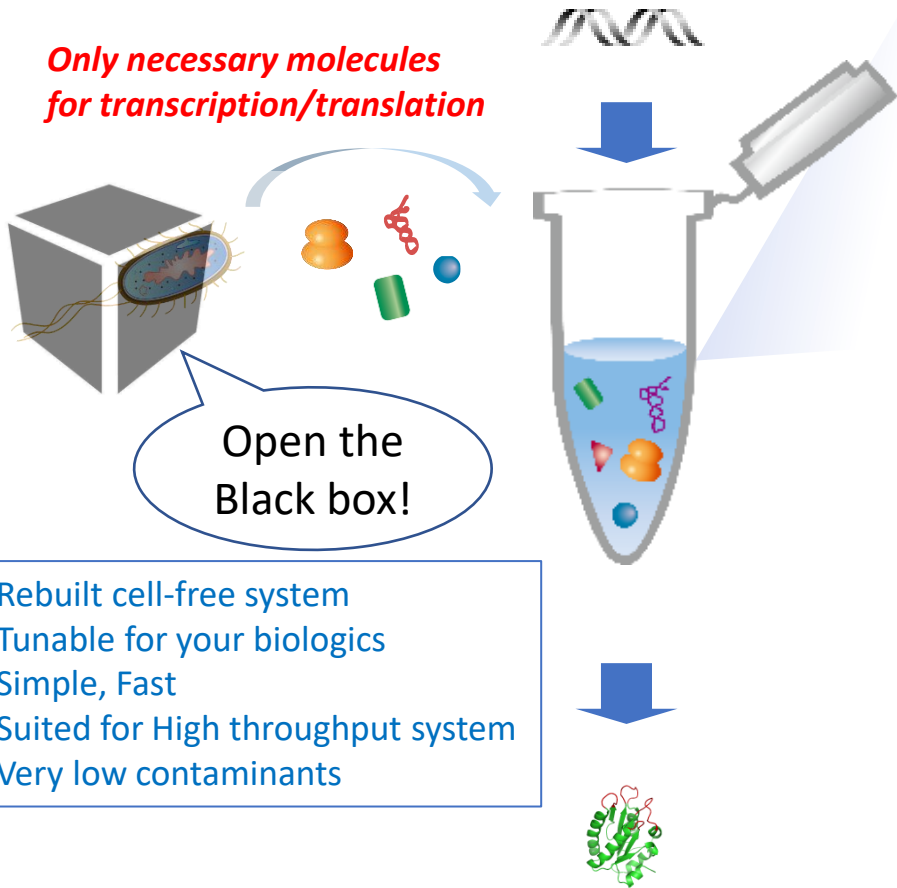 Only necessary molecules
for transcription/translation
Open the
Black box!
Rebuilt cell-free system
Tunable for your biologics
Simple, Fast
Suited for High throughput system
Very low contaminants